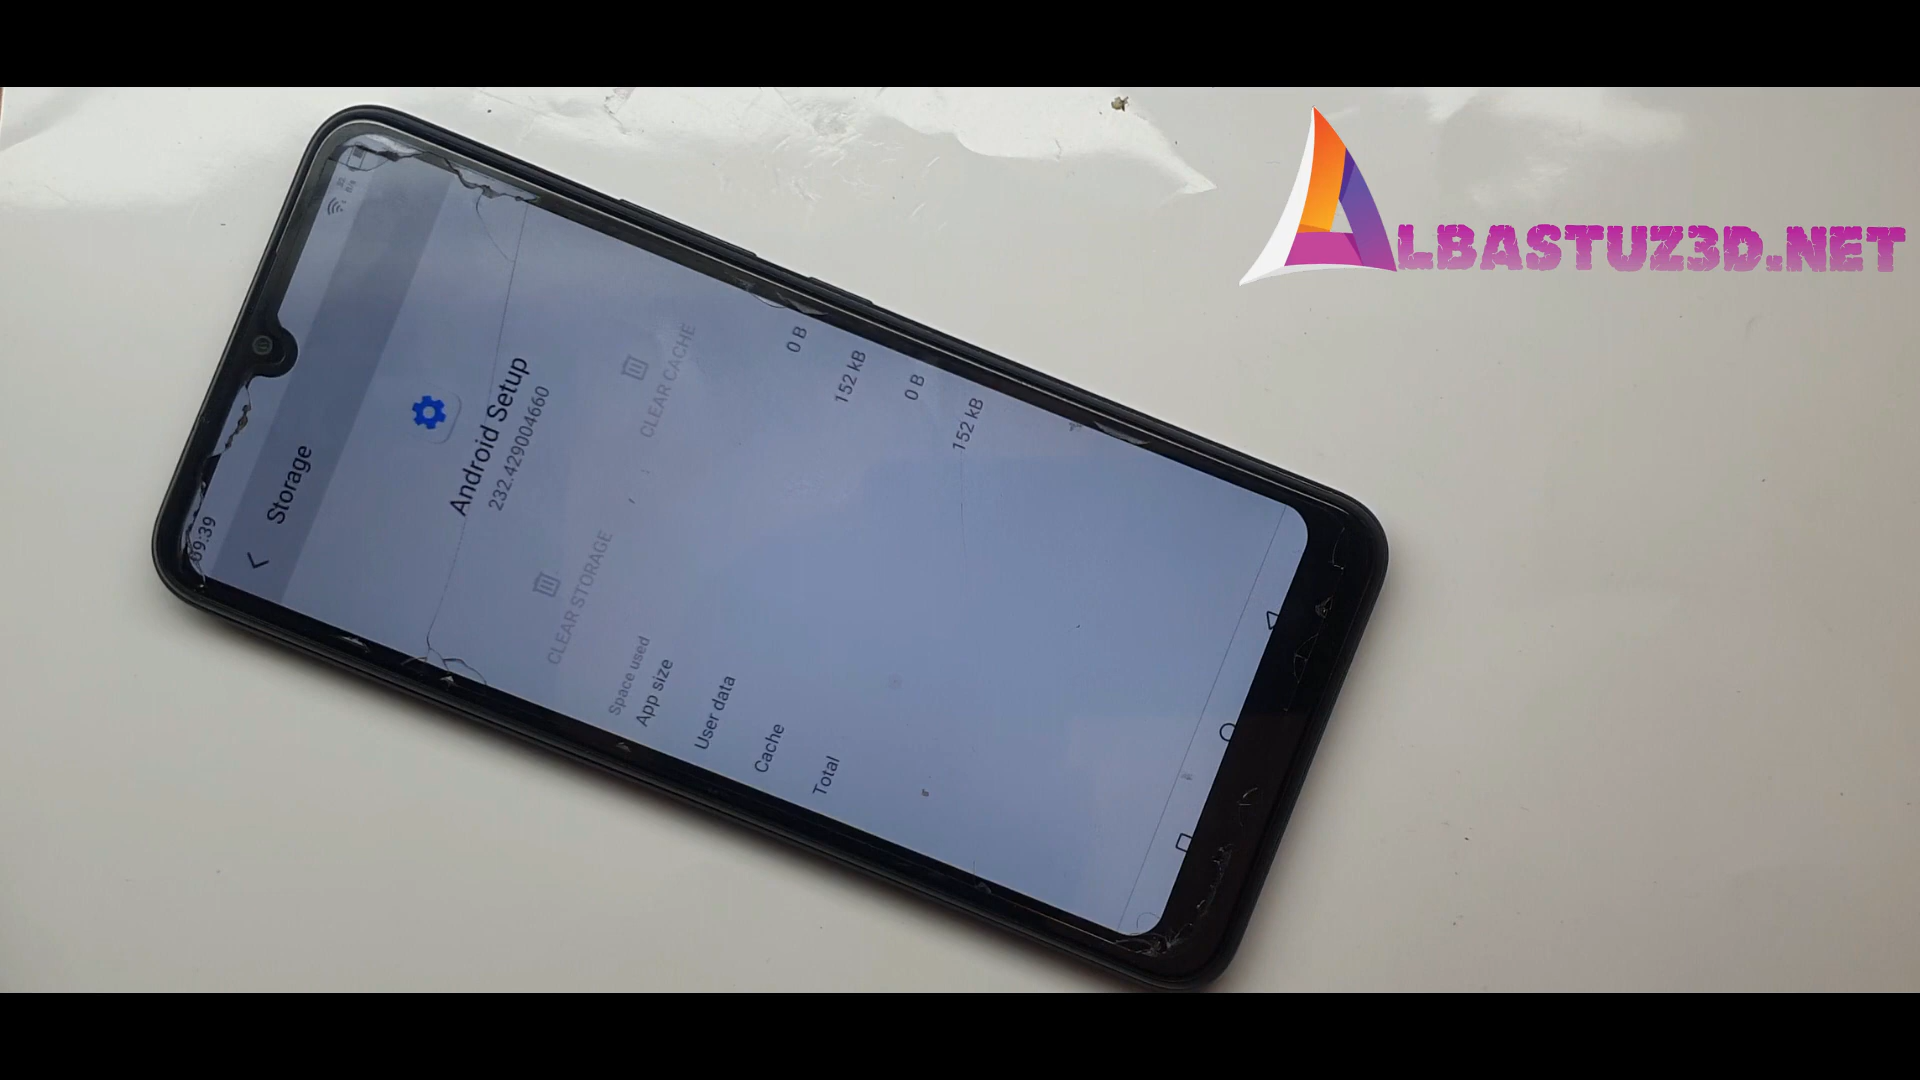 09:39
Storage
Android Setup
232.429004660
CLEAR STORAGE
CLEAR CACHE
Space used
App size 0 B
User data 152 kB
Cache 0 B
Total 152 kB
ALBASTUZ3D.NET